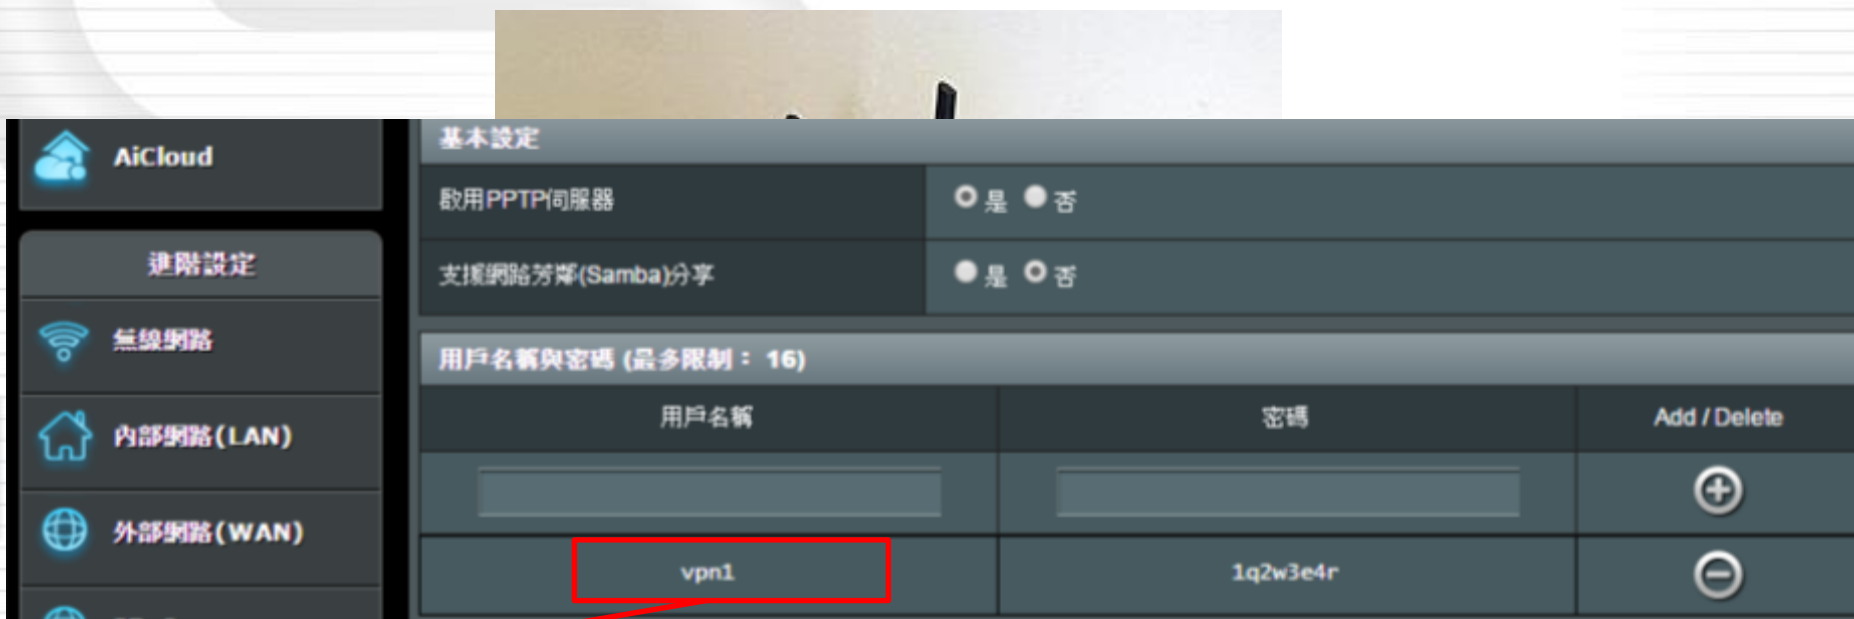 AiCloud
進階設定
無線網路
內部網路(LAN)
外部網路(WAN)
基本設定
啟用PPTP伺服器
是 否
支援網路芳鄰(Samba)分享
是 否
用戶名稱與密碼 (最多限制： 16)
用戶名稱 密碼 Add / Delete
vpn1 1q2w3e4r